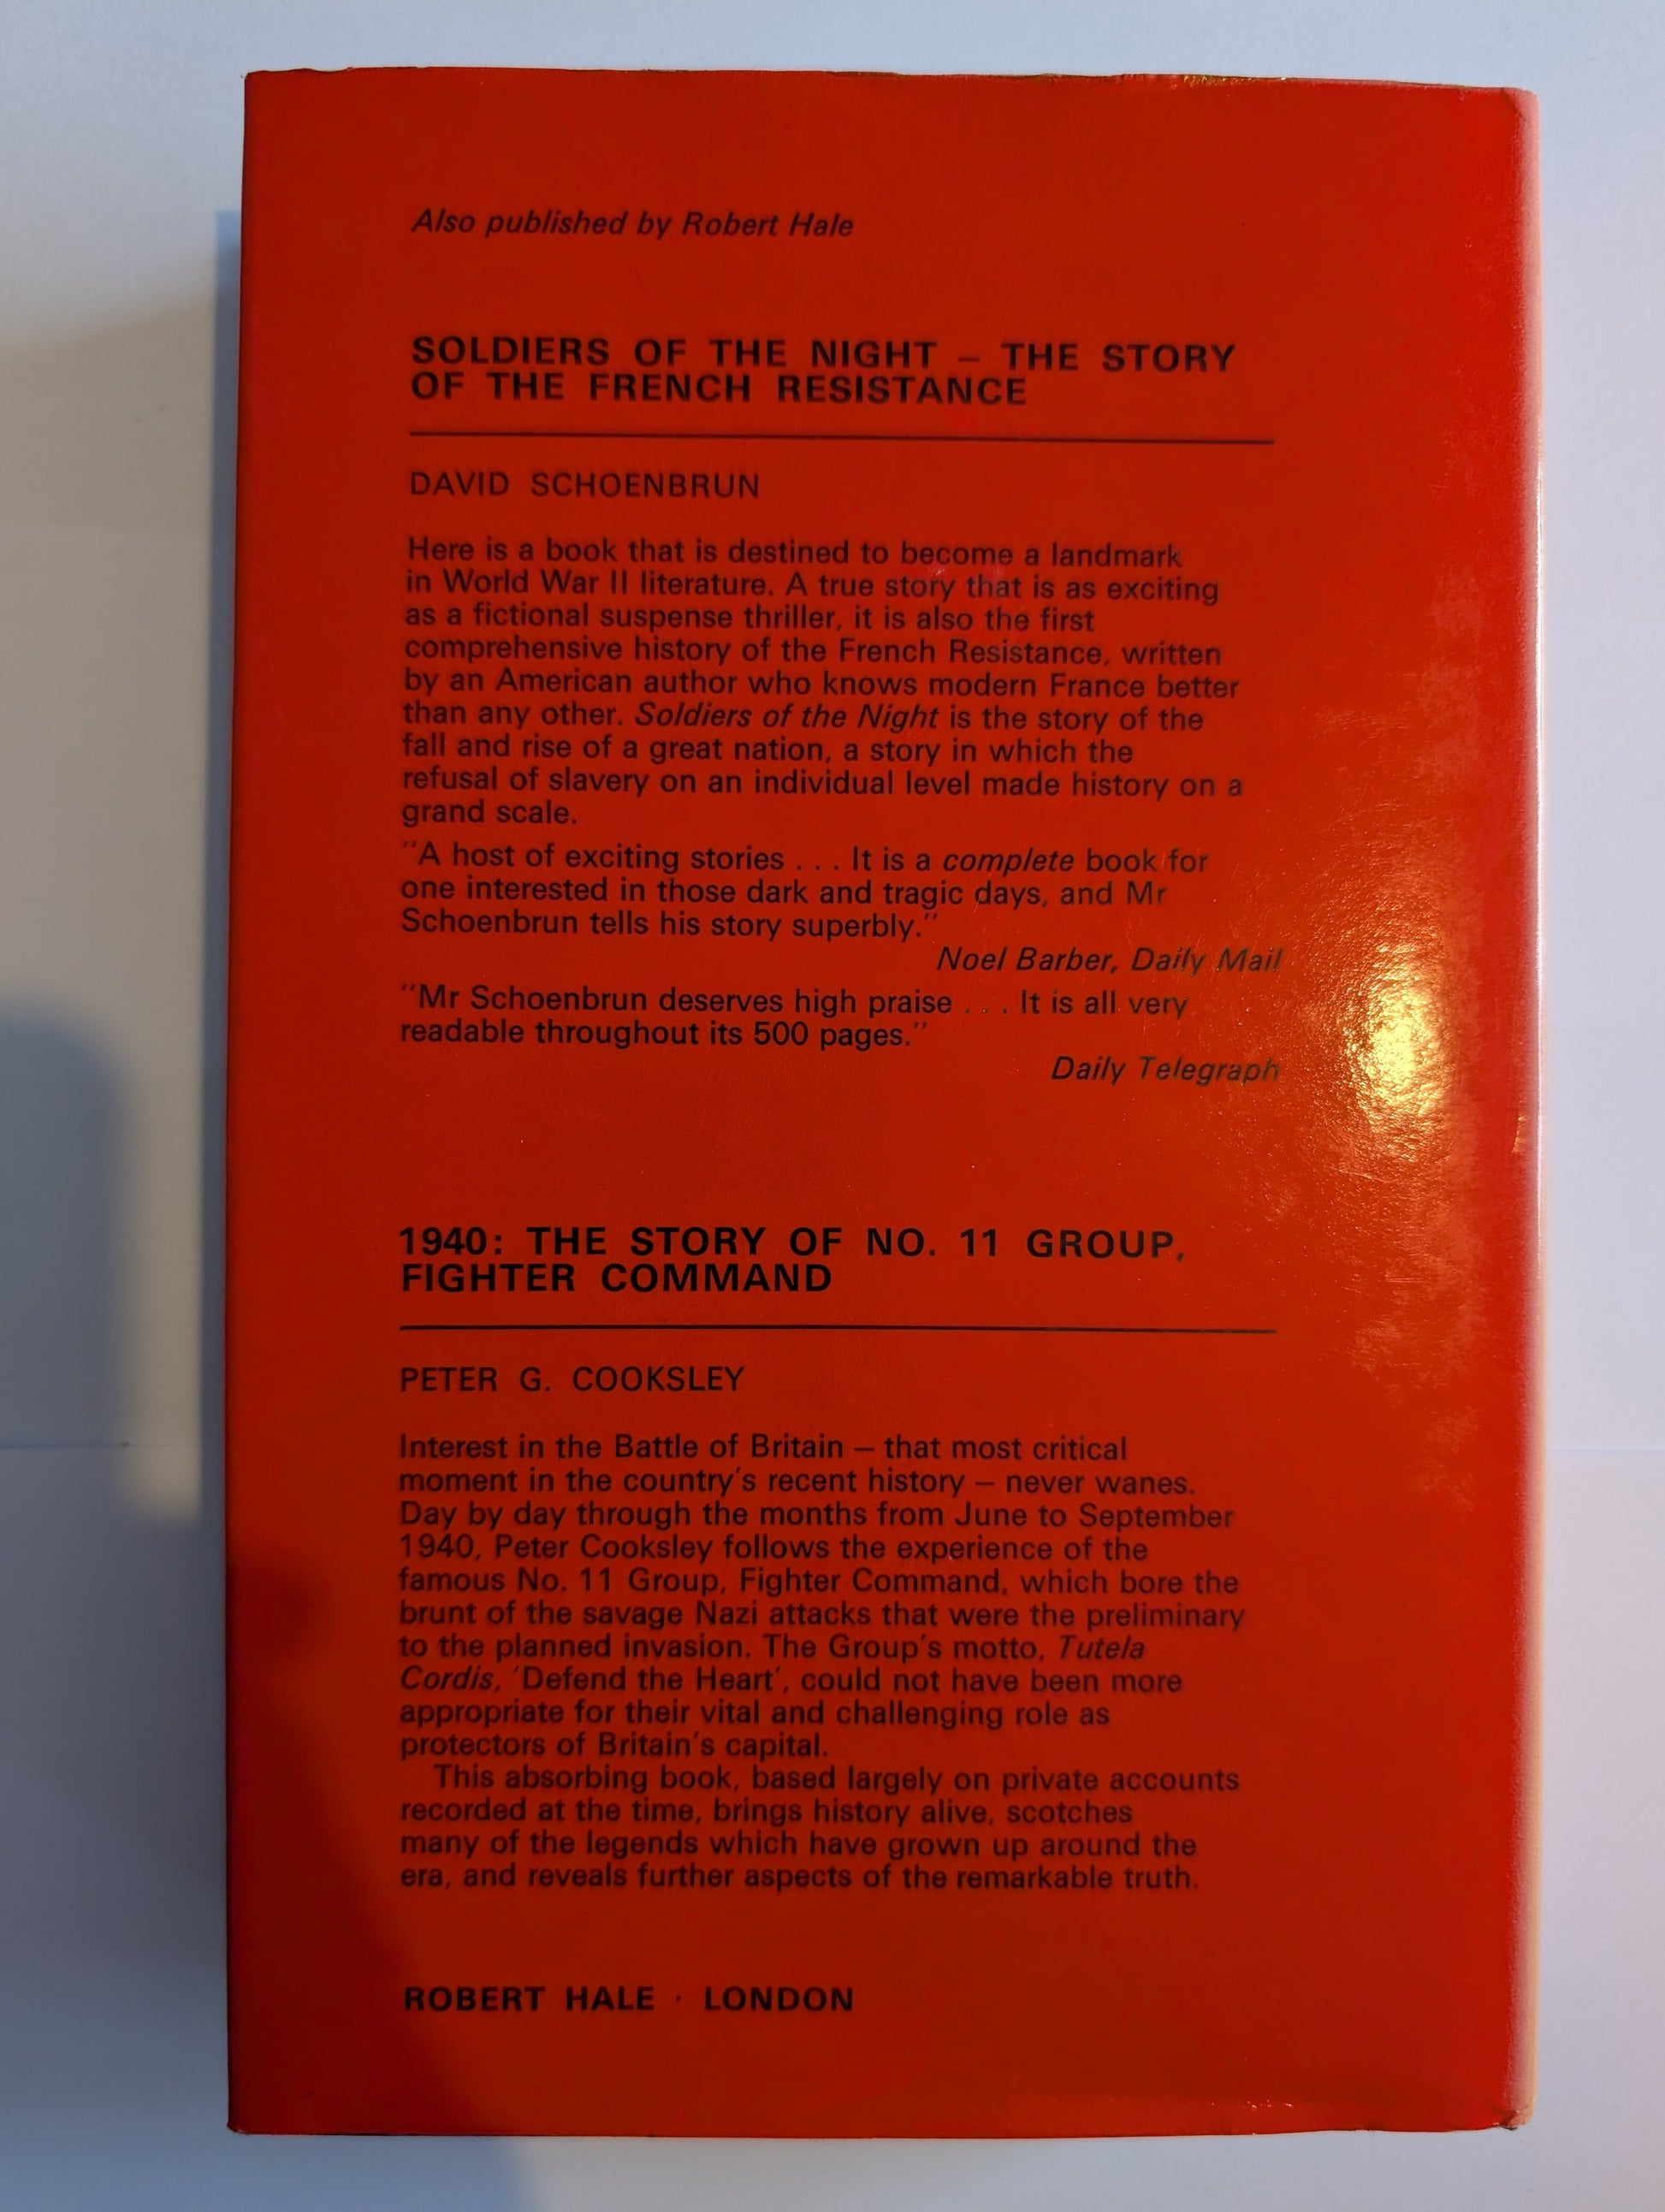 Also published by Robert Hale
SOLDIERS OF THE NIGHT – THE STORY
OF THE FRENCH RESISTANCE
DAVID SCHOENBRUN
Here is a book that is destined to become a landmark
in World War II literature. A true story that is as exciting
as a fictional suspense thriller, it is also the first
comprehensive history of the French Resistance, written
by an American author who knows modern France better
than any other. Soldiers of the Night is the story of the
fall and rise of a great nation, a story in which the
refusal of slavery on an individual level made history on a
grand scale.
"A host of exciting stories . . . It is a complete book for
one interested in those dark and tragic days, and Mr
Schoenbrun tells his story superbly."
Noel Barber, Daily Mail
"Mr Schoenbrun deserves high praise . . . It is all very
readable throughout its 500 pages."
Daily Telegraph
1940: THE STORY OF NO. 11 GROUP,
FIGHTER COMMAND
PETER G. COOKSLEY
Interest in the Battle of Britain – that most critical
moment in the country's recent history – never wanes.
Day by day through the months from June to September
1940, Peter Cooksley follows the experience of the
famous No. 11 Group, Fighter Command, which bore the
brunt of the savage Nazi attacks that were the preliminary
to the planned invasion. The Group's motto, Tutela
Cordis, 'Defend the Heart', could not have been more
appropriate for their vital and challenging role as
protectors of Britain's capital.
This absorbing book, based largely on private accounts
recorded at the time, brings history alive, scotches
many of the legends which have grown up around the
era, and reveals further aspects of the remarkable truth.
ROBERT HALE · LONDON